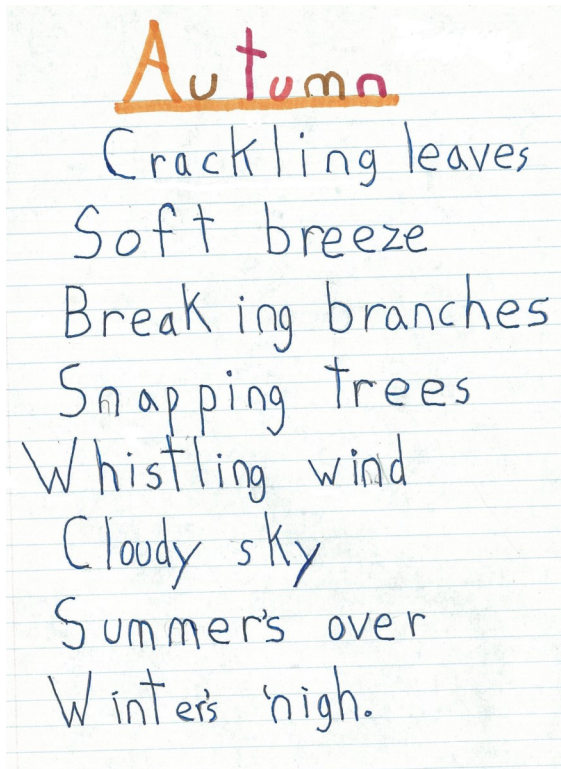 Autumn
Crackling leaves
Soft breeze
Breaking branches
Snapping trees
Whistling wind
Cloudy sky
Summer's over
Winter's 'nigh.